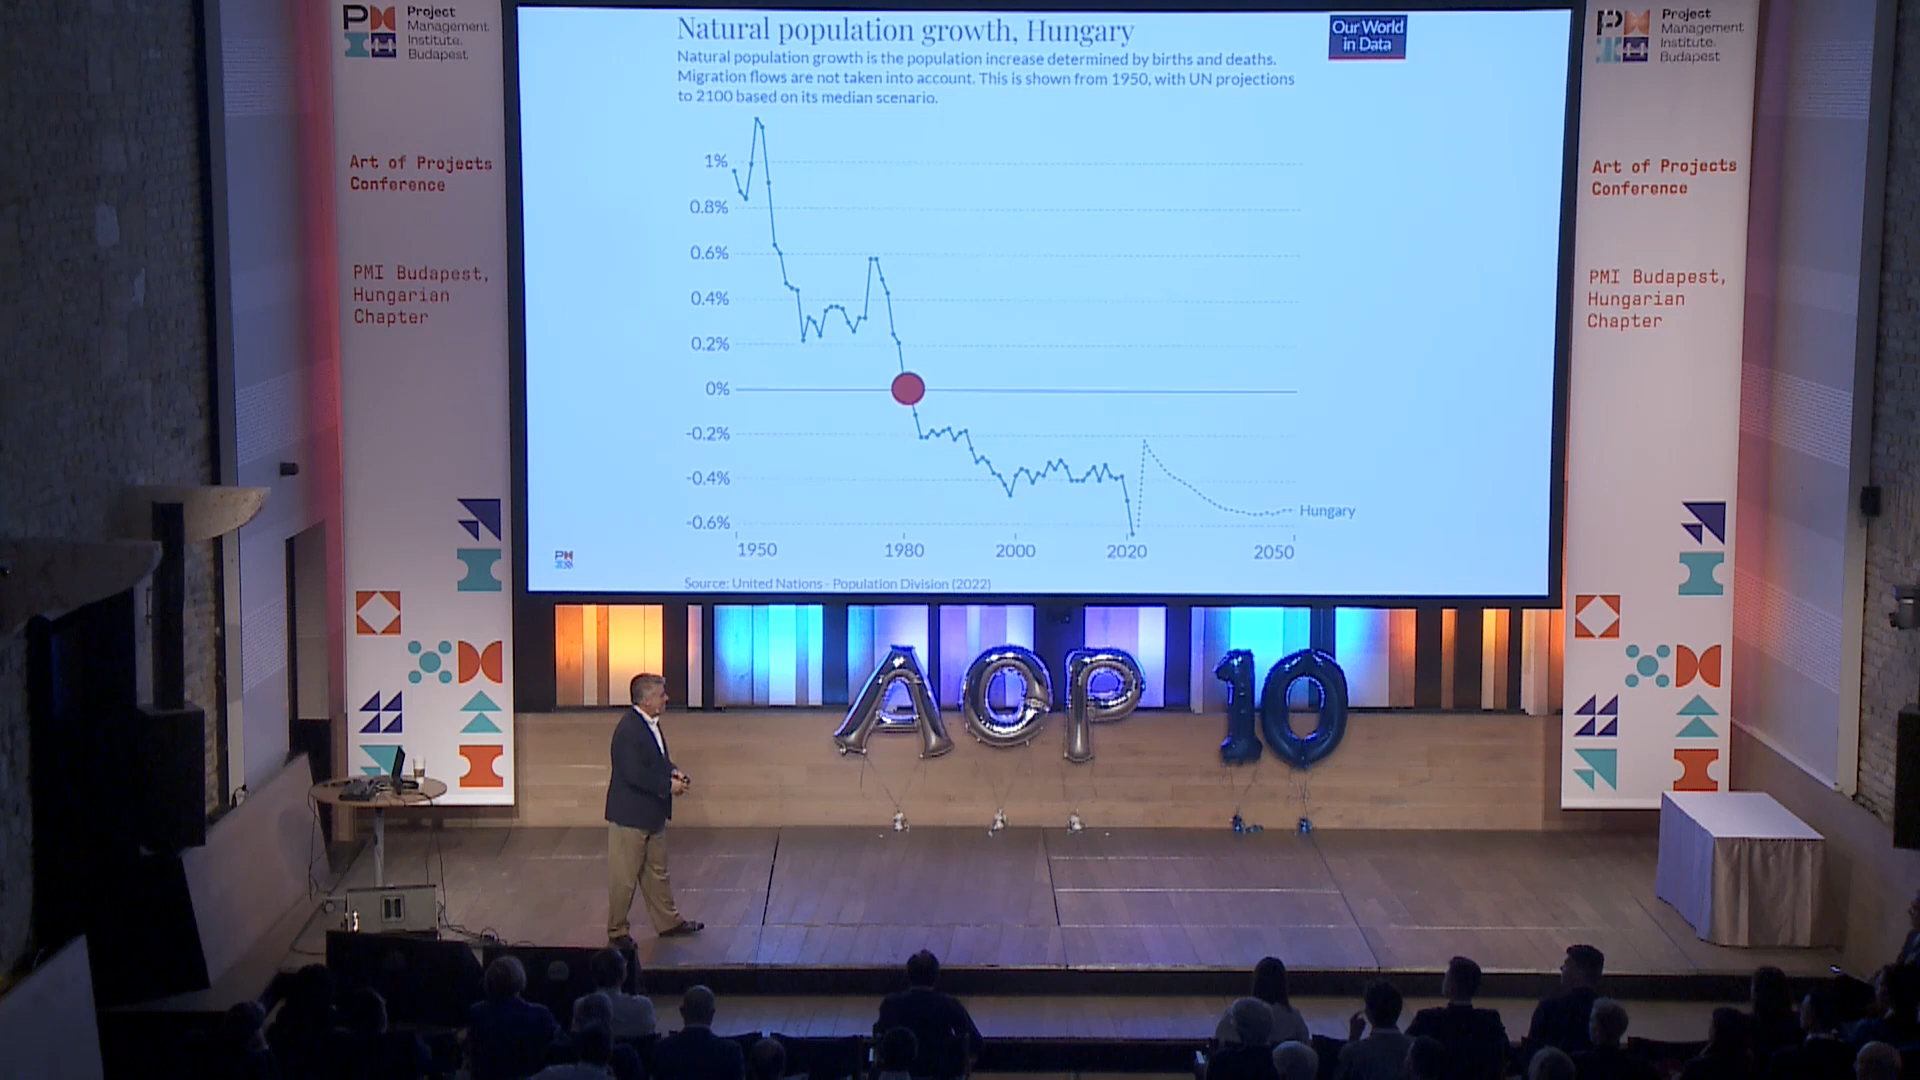 Project
Management
Institute.
Budapest
Art of Projects
Conference
PMI Budapest,
Hungarian
Chapter
Natural population growth, Hungary
Our World
in Data
Natural population growth is the population increase determined by births and deaths.
Migration flows are not taken into account. This is shown from 1950, with UN projections
to 2100 based on its median scenario.
1%
0.8%
0.6%
0.4%
0.2%
0%
-0.2%
-0.4%
-0.6%
Hungary
1950
1980
2000
2020
2050
Source: United Nations - Population Division (2022)
AOP 10
Project
Management
Institute.
Budapest
Art of Projects
Conference
PMI Budapest,
Hungarian
Chapter